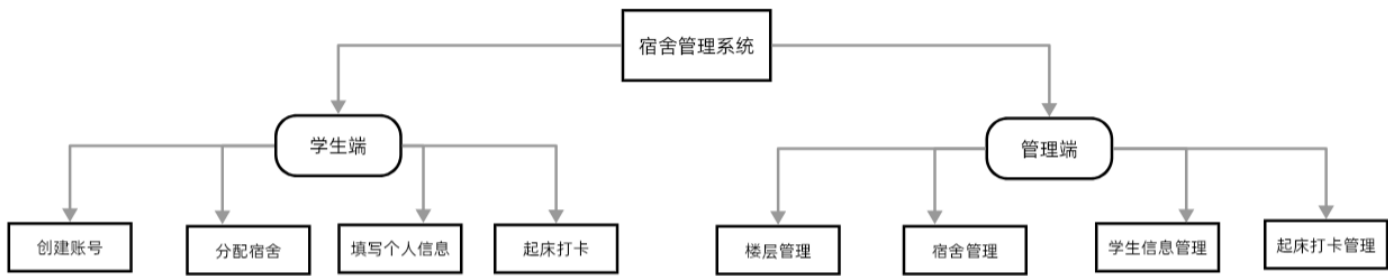 宿舍管理系统
学生端
管理端
创建账号
分配宿舍
填写个人信息
起床打卡
楼层管理
宿舍管理
学生信息管理
起床打卡管理